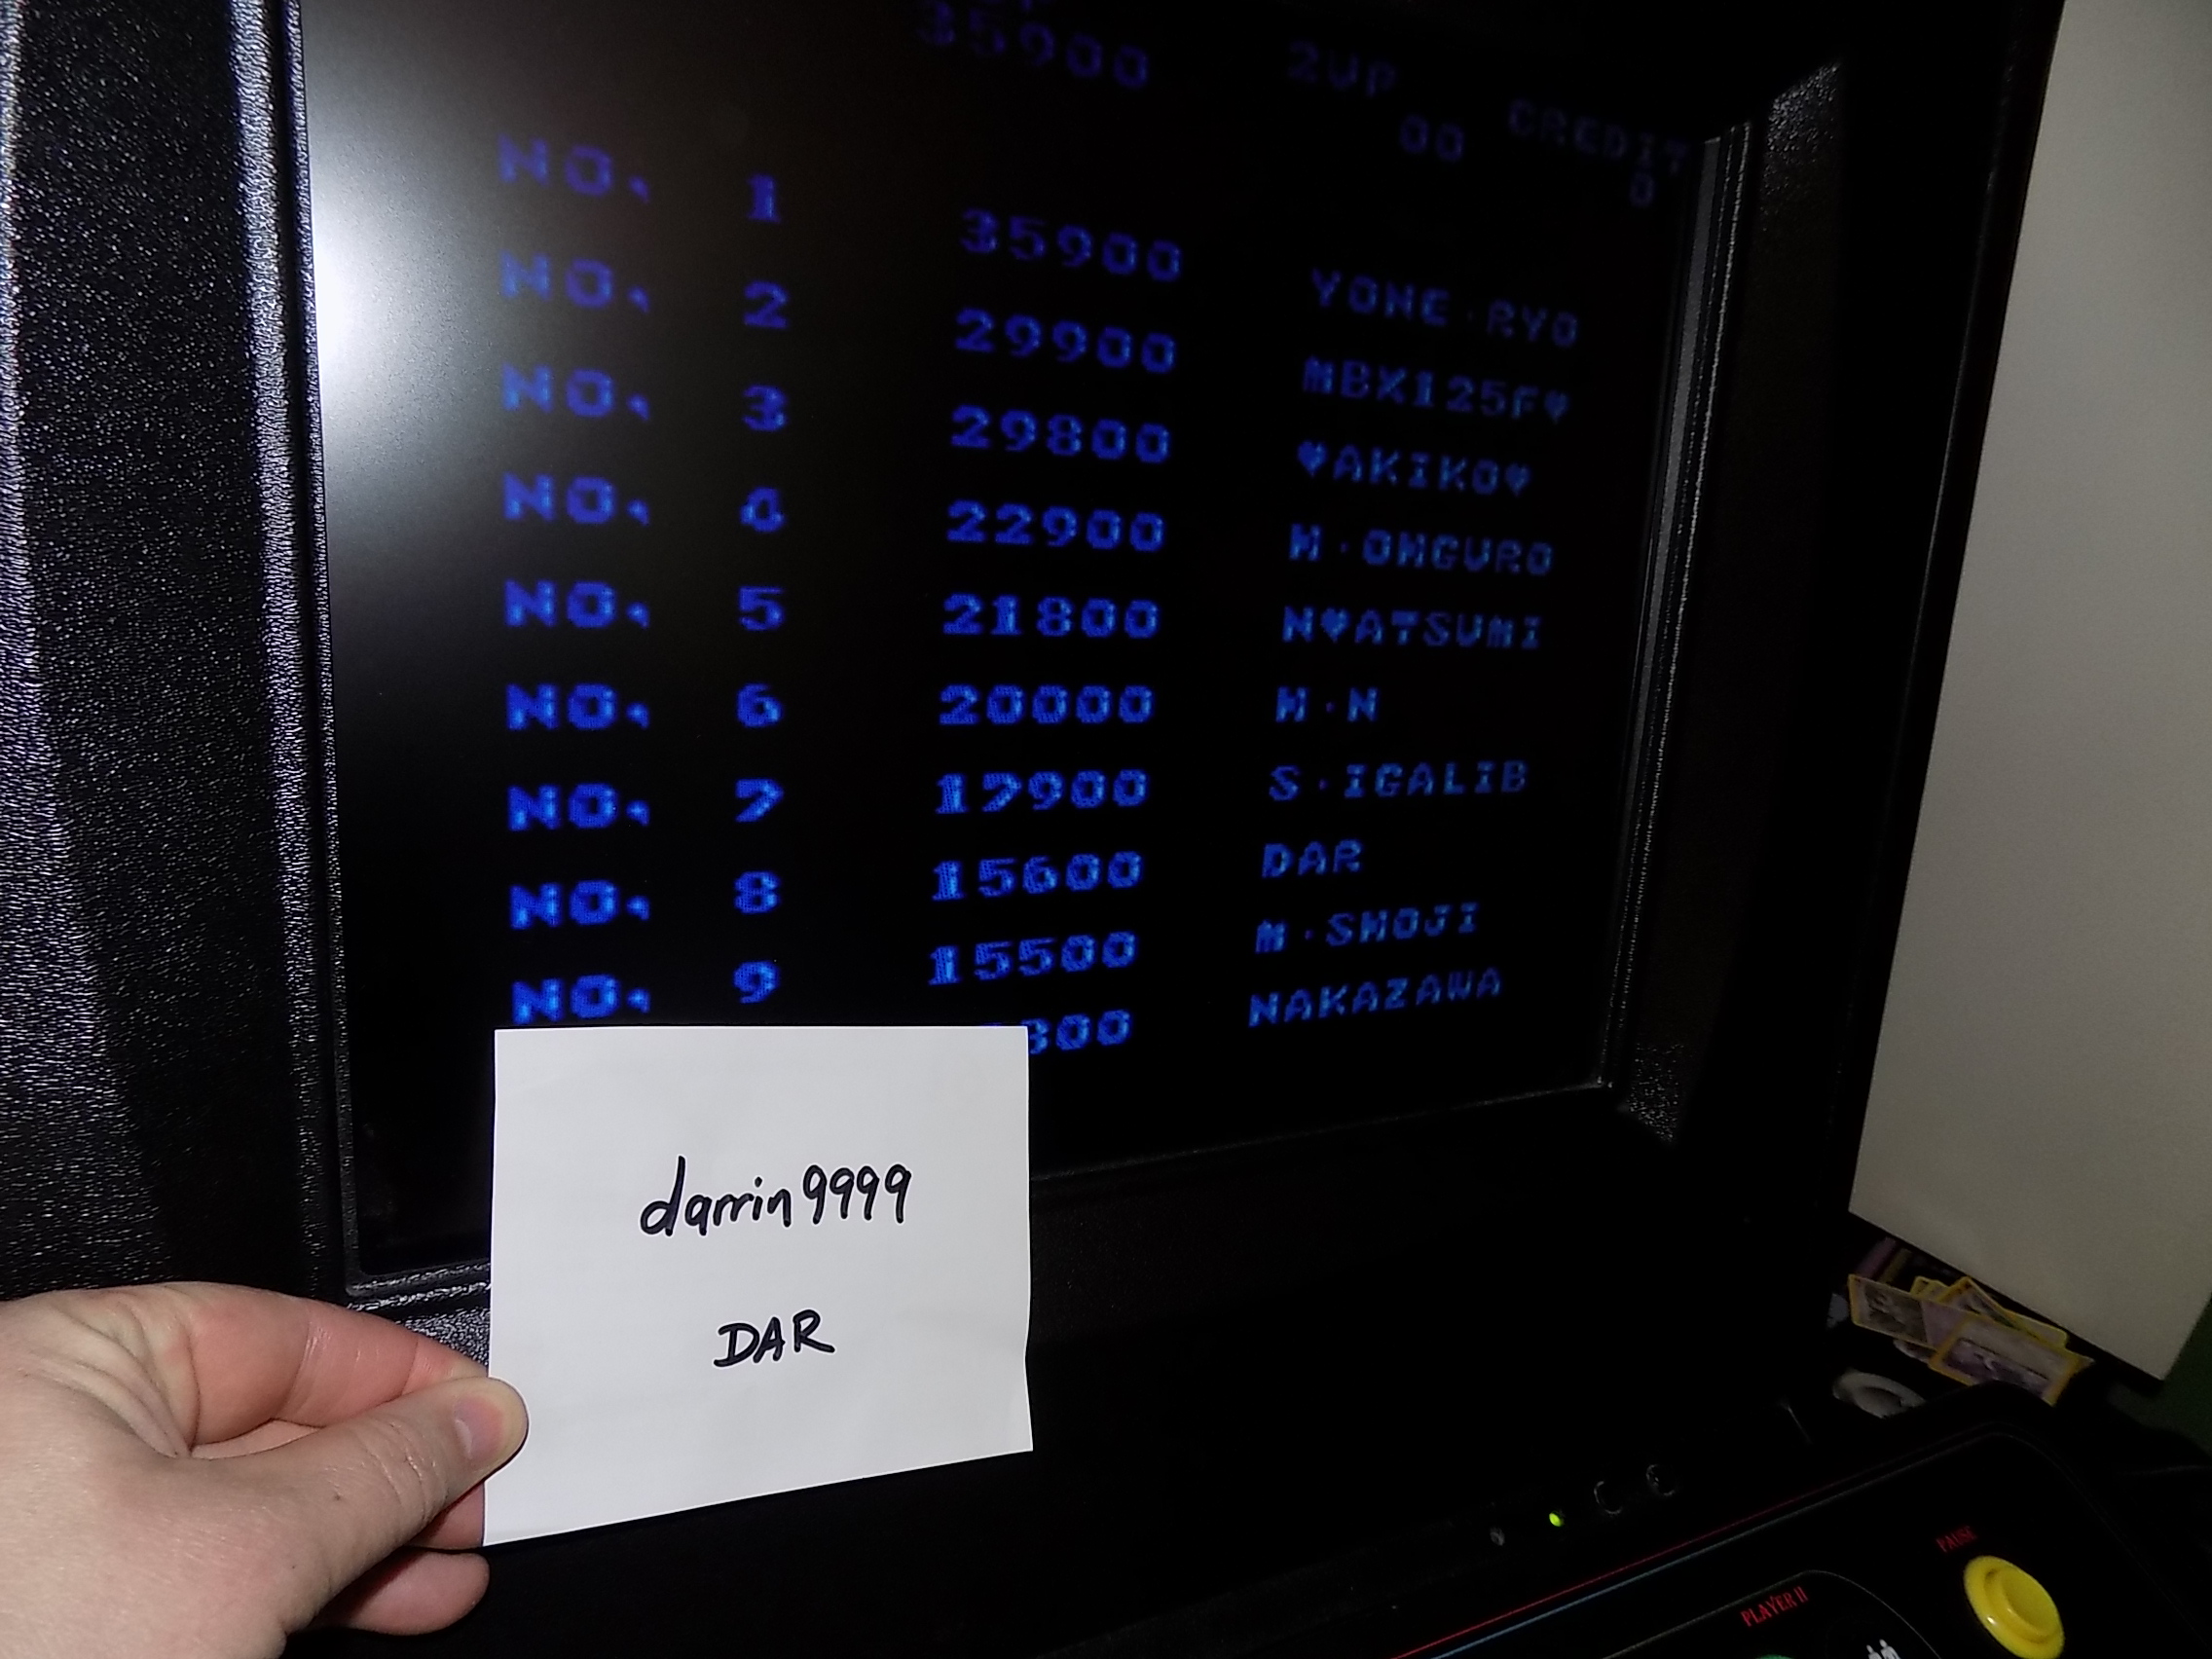 2UP CREDIT
35900 00 0
NO. 1 35900 YONE·RYO
NO. 2 29900 MBX125F♥
NO. 3 29800 ♥AKIKO♥
NO. 4 22900 H·OHGURO
NO. 5 21800 N♥ATSUMI
NO. 6 20000 H·N
NO. 7 17900 S·IGALIB
NO. 8 15600 DAR
NO. 9 15500 M·SHOJI
300 NAKAZAWA
darrin9999
DAR
PAUSE
PLAYER II